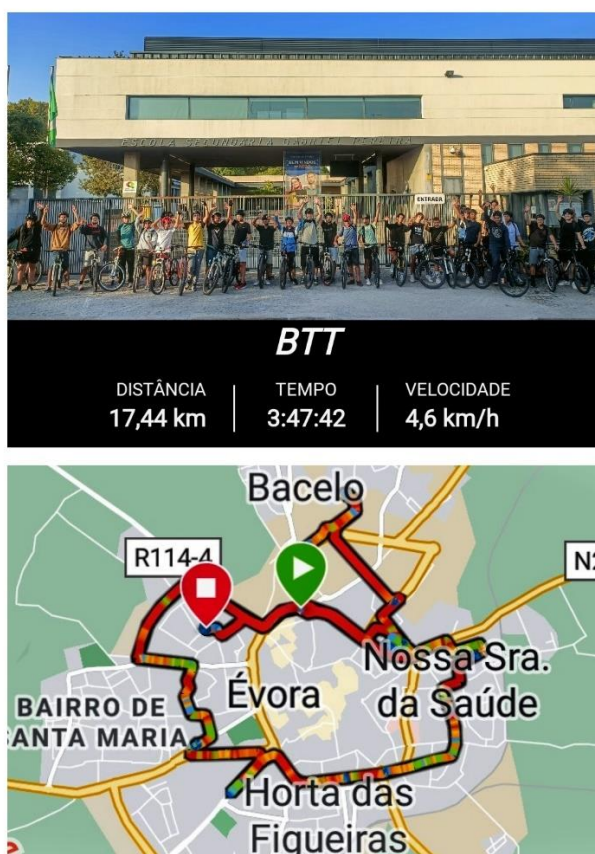 ESCOLA SECUNDÁRIA
ENTRADA
BTT
DISTÂNCIA
17,44 km
TEMPO
3:47:42
VELOCIDADE
4,6 km/h
Bacelo
R114-4
Nossa Sra.
da Saúde
Évora
BAIRRO DE
SANTA MARIA
Horta das
Figueiras